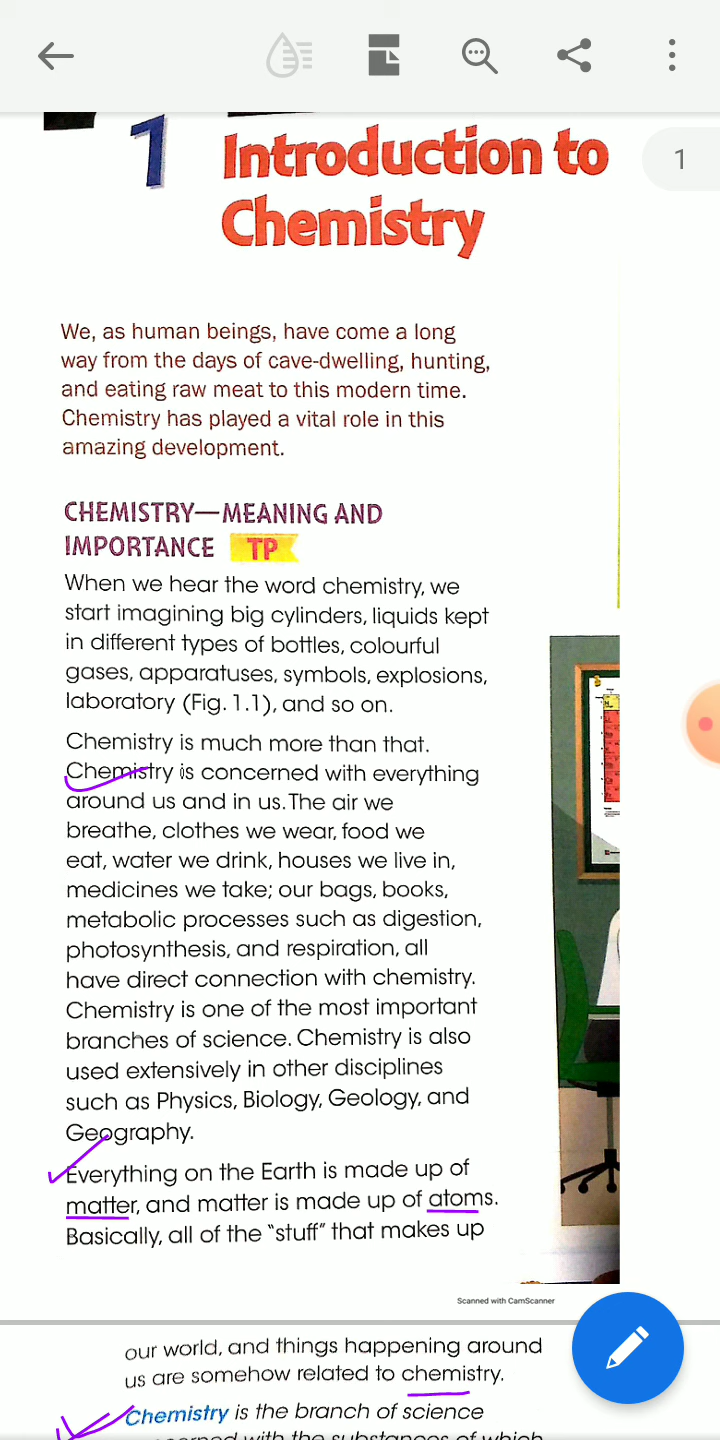 1
Introduction to
1
Chemistry
We, as human beings, have come a long
way from the days of cave-dwelling, hunting,
and eating raw meat to this modern time.
Chemistry has played a vital role in this
amazing development.
CHEMISTRY—MEANING AND
IMPORTANCE TP
When we hear the word chemistry, we
start imagining big cylinders, liquids kept
in different types of bottles, colourful
gases, apparatuses, symbols, explosions,
laboratory (Fig. 1.1), and so on.
Chemistry is much more than that.
Chemistry is concerned with everything
around us and in us. The air we
breathe, clothes we wear, food we
eat, water we drink, houses we live in,
medicines we take; our bags, books,
metabolic processes such as digestion,
photosynthesis, and respiration, all
have direct connection with chemistry.
Chemistry is one of the most important
branches of science. Chemistry is also
used extensively in other disciplines
such as Physics, Biology, Geology, and
Geography.
Everything on the Earth is made up of
matter, and matter is made up of atoms.
Basically, all of the "stuff" that makes up
Scanned with CamScanner
our world, and things happening around
us are somehow related to chemistry.
Chemistry is the branch of science
with the substances of which